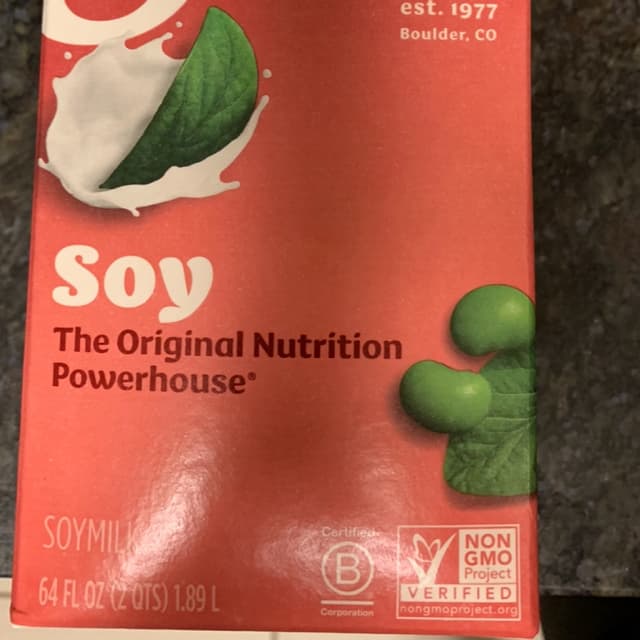 est. 1977
Boulder, CO
Soy
The Original Nutrition
Powerhouse®
SOYMILK
64 FL OZ (2 QTS) 1.89 L
Certified
B
Corporation
NON
GMO
Project
VERIFIED
nongmoproject.org